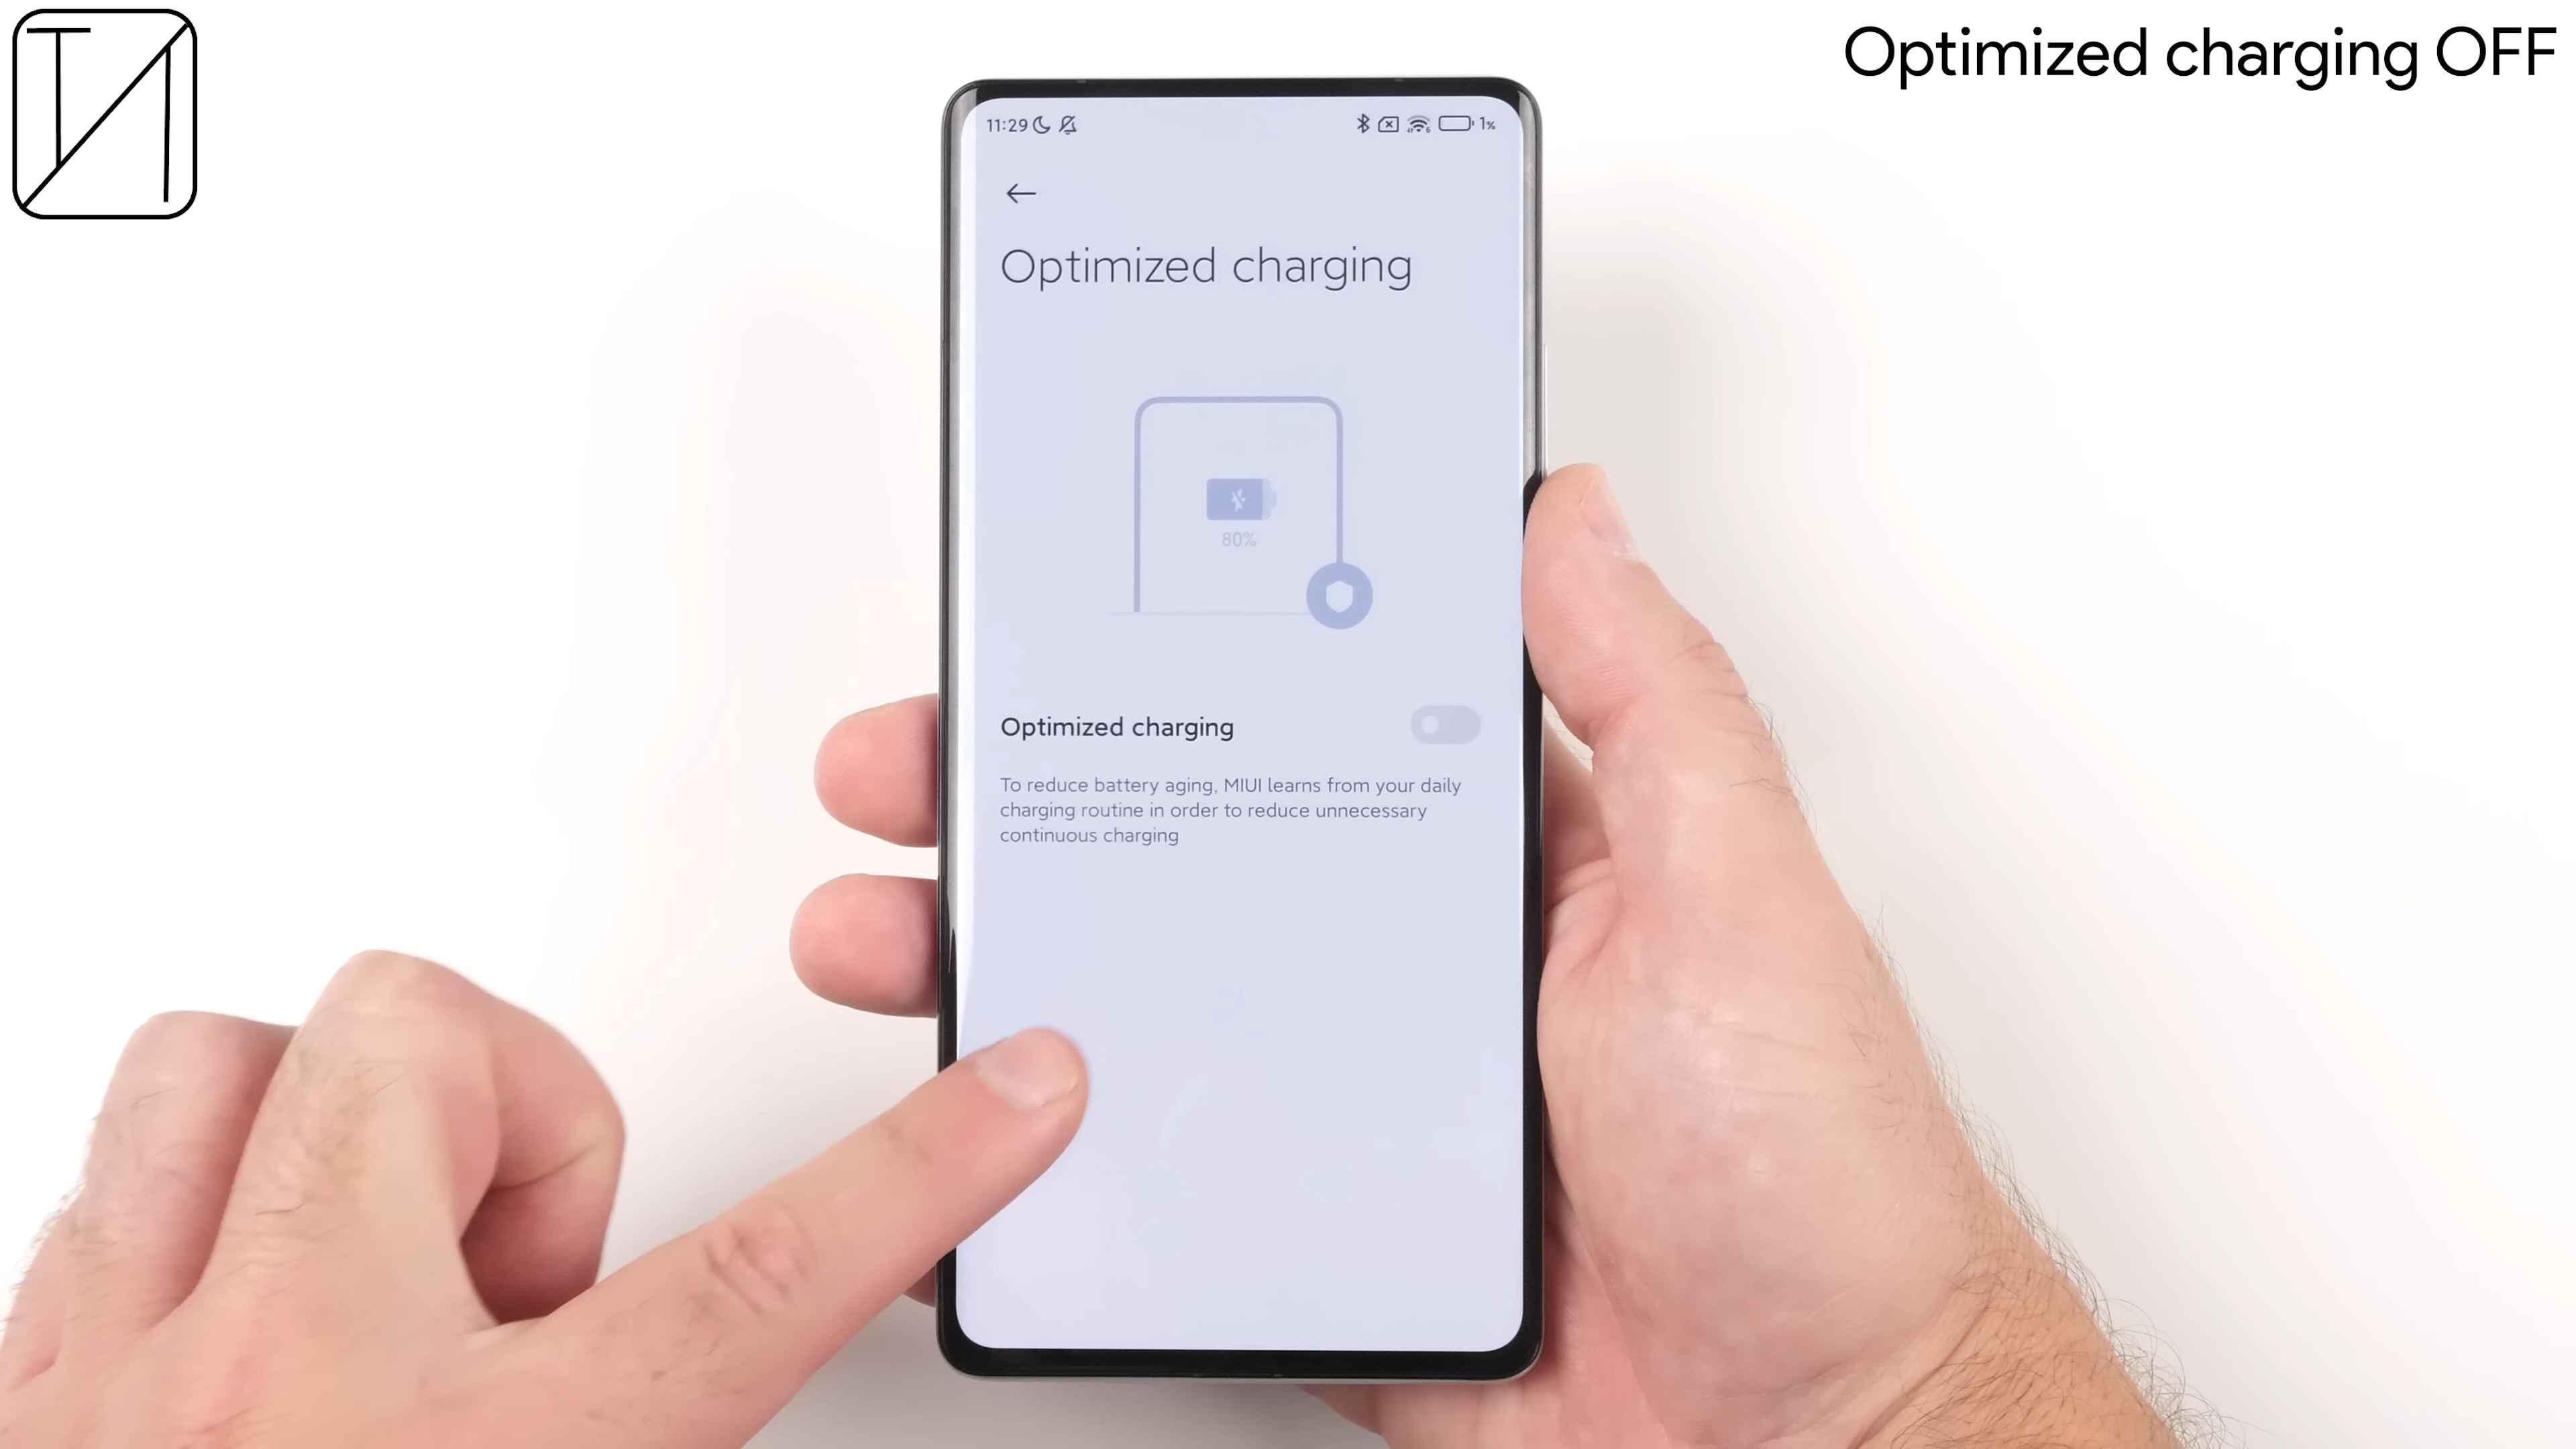 Optimized charging OFF
11:29 1%
Optimized charging
80%
Optimized charging
To reduce battery aging, MIUI learns from your daily
charging routine in order to reduce unnecessary
continuous charging